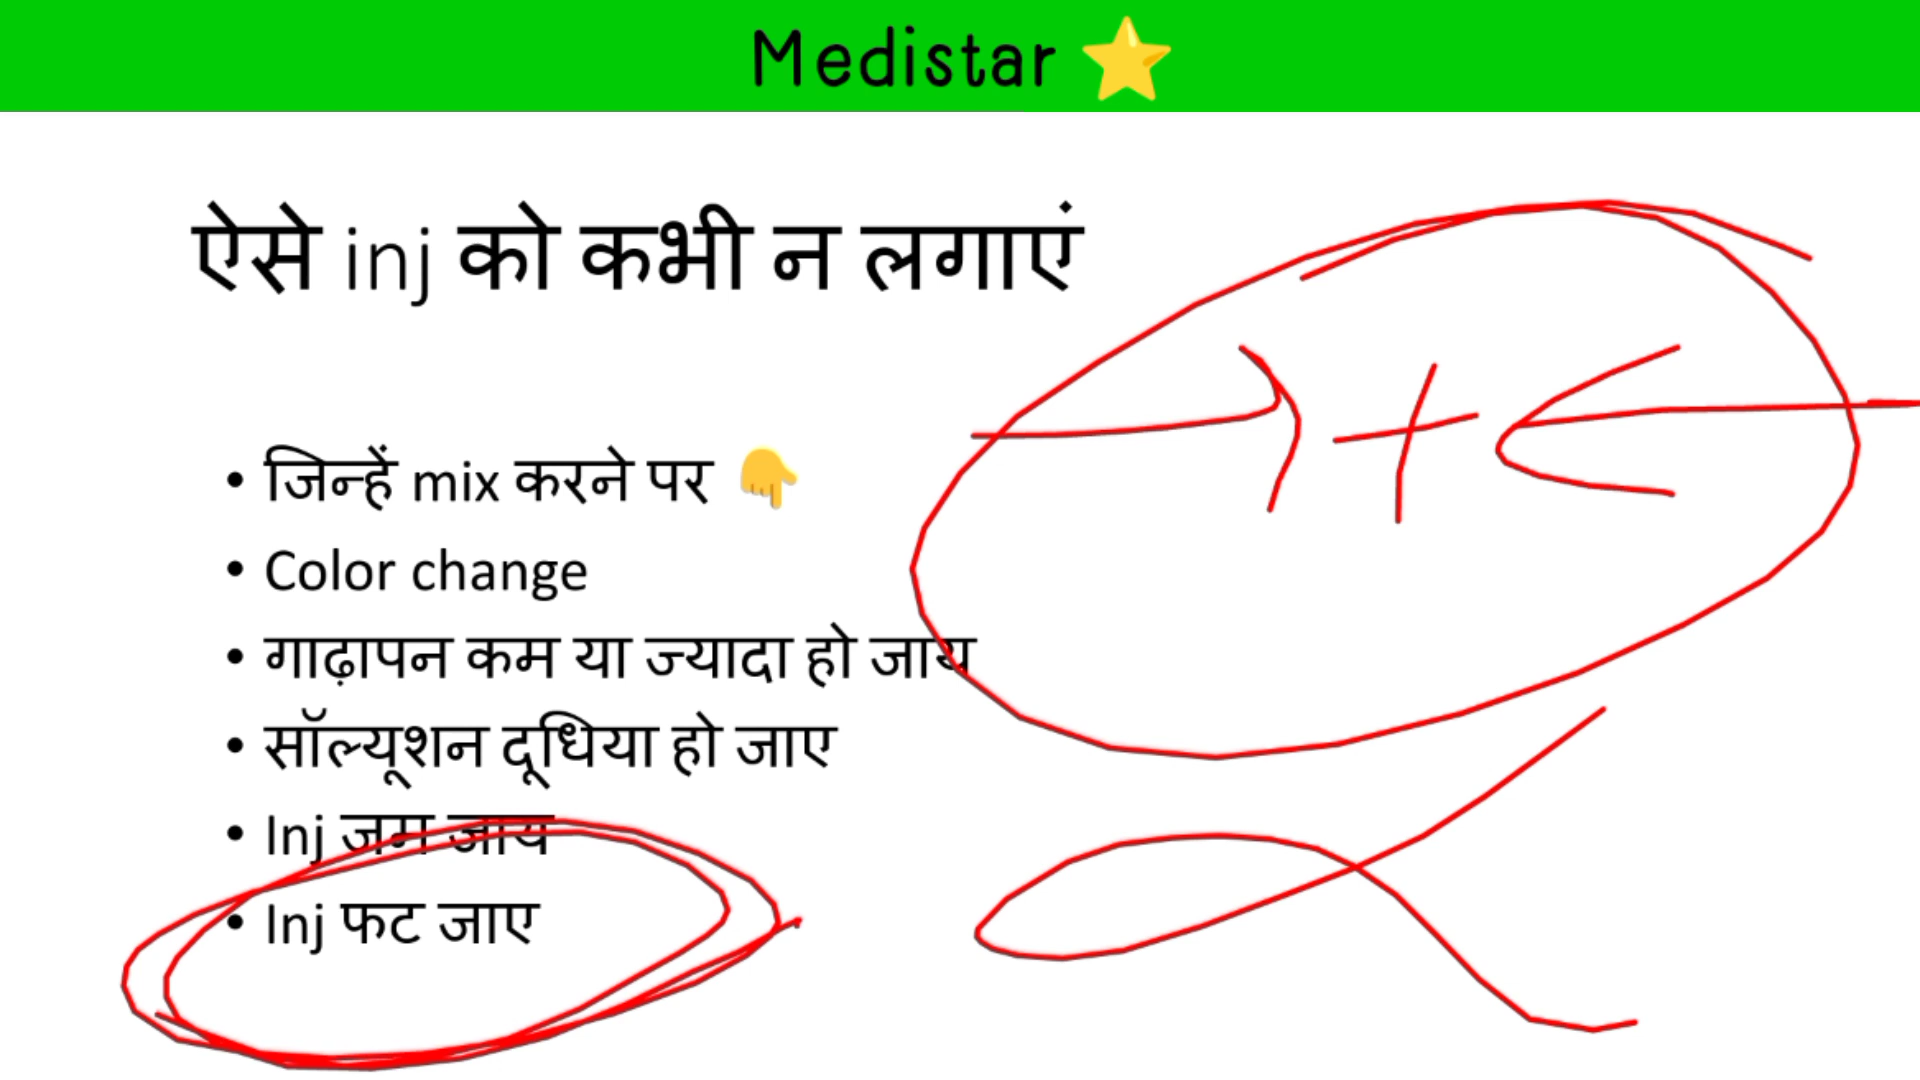 Medistar ⭐
ऐसे inj को कभी न लगाएं
• जिन्हें mix करने पर 👇
• Color change
• गाढ़ापन कम या ज्यादा हो जाय
• सॉल्यूशन दूधिया हो जाए
• Inj जम जाय
• Inj फट जाए